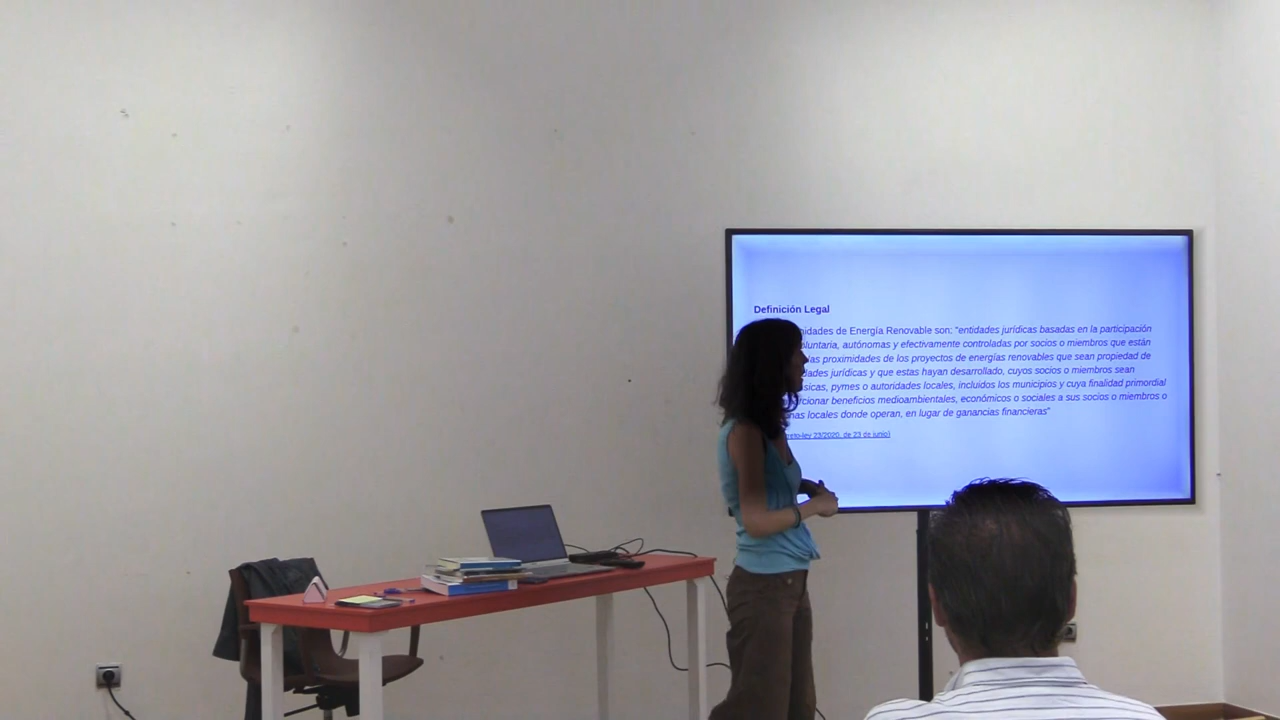 Definición Legal
nidades de Energía Renovable son: "entidades jurídicas basadas en la participación
luntaria, autónomas y efectivamente controladas por socios o miembros que están
las proximidades de los proyectos de energías renovables que sean propiedad de
dades jurídicas y que estas hayan desarrollado, cuyos socios o miembros sean
sicas, pymes o autoridades locales, incluidos los municipios y cuya finalidad primordial
rcionar beneficios medioambientales, económicos o sociales a sus socios o miembros o
nas locales donde operan, en lugar de ganancias financieras"
reto-ley 23/2020, de 23 de junio)